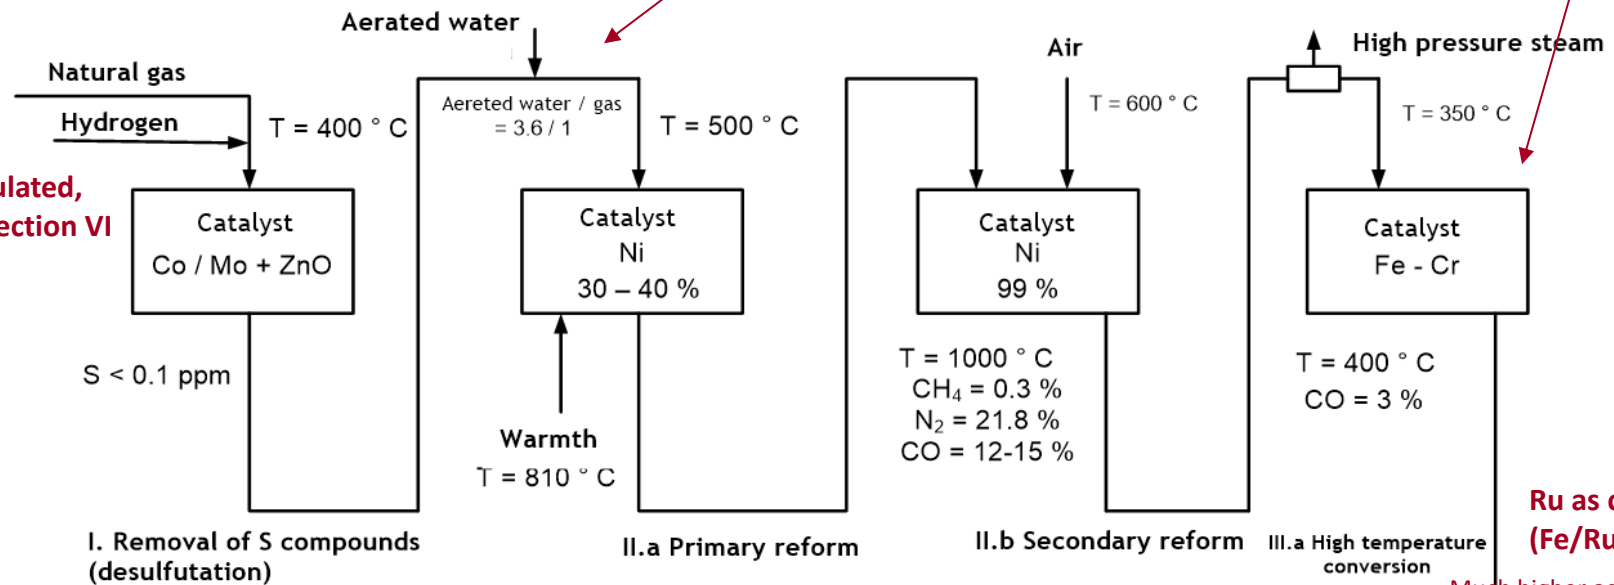 Aerated water
Natural gas
Hydrogen
T = 400 ° C
Aereted water / gas
= 3.6 / 1
T = 500 ° C
Air
T = 600 ° C
High pressure steam
T = 350 ° C
ulated,
ection VI
Catalyst
Co / Mo + ZnO
Catalyst
Ni
30 – 40 %
Catalyst
Ni
99 %
Catalyst
Fe - Cr
S < 0.1 ppm
Warmth
T = 810 ° C
T = 1000 ° C
CH₄ = 0.3 %
N₂ = 21.8 %
CO = 12-15 %
T = 400 ° C
CO = 3 %
I. Removal of S compounds
(desulfutation)
II.a Primary reform
II.b Secondary reform
III.a High temperature
conversion
Ru as
(Fe/Ru
Much higher